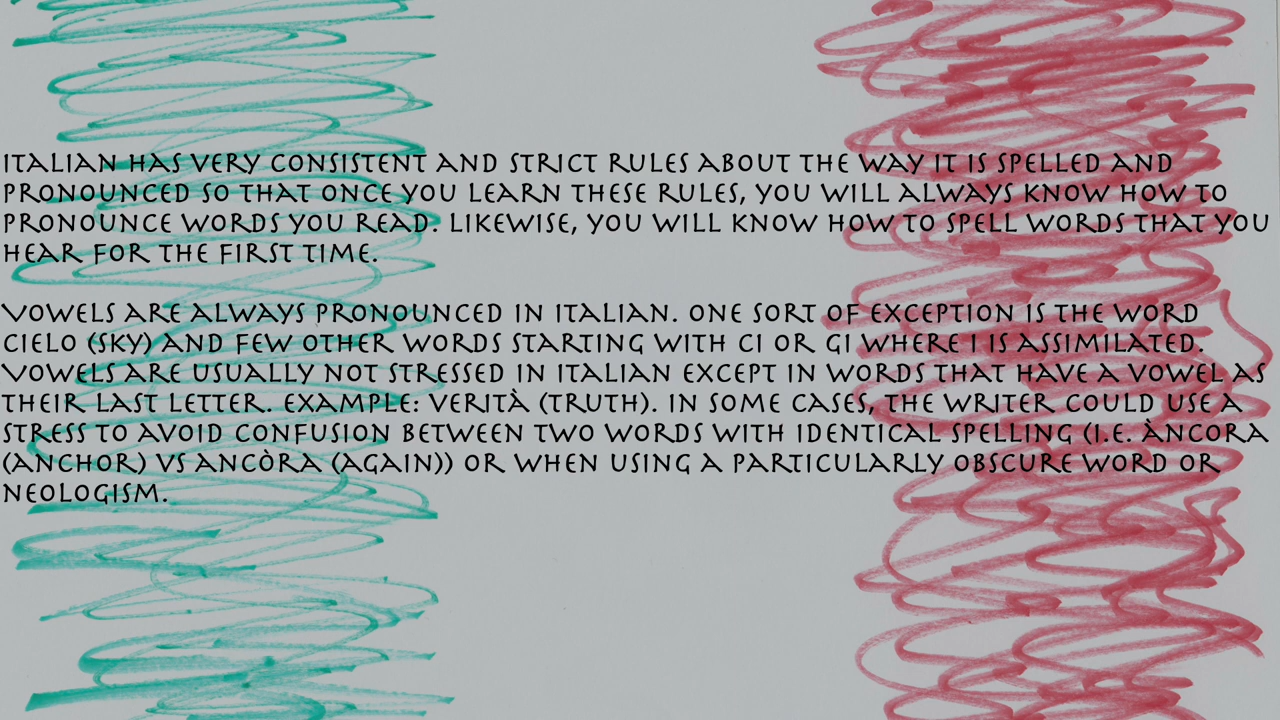 ITALIAN HAS VERY CONSISTENT AND STRICT RULES ABOUT THE WAY IT IS SPELLED AND
PRONOUNCED SO THAT ONCE YOU LEARN THESE RULES, YOU WILL ALWAYS KNOW HOW TO
PRONOUNCE WORDS YOU READ. LIKEWISE, YOU WILL KNOW HOW TO SPELL WORDS THAT YOU
HEAR FOR THE FIRST TIME.
VOWELS ARE ALWAYS PRONOUNCED IN ITALIAN. ONE SORT OF EXCEPTION IS THE WORD
CIELO (SKY) AND FEW OTHER WORDS STARTING WITH CI OR GI WHERE I IS ASSIMILATED.
VOWELS ARE USUALLY NOT STRESSED IN ITALIAN EXCEPT IN WORDS THAT HAVE A VOWEL AS
THEIR LAST LETTER. EXAMPLE: VERITÀ (TRUTH). IN SOME CASES, THE WRITER COULD USE A
STRESS TO AVOID CONFUSION BETWEEN TWO WORDS WITH IDENTICAL SPELLING (I.E. ÀNCORA
(ANCHOR) VS ANCÒRA (AGAIN)) OR WHEN USING A PARTICULARLY OBSCURE WORD OR
NEOLOGISM.